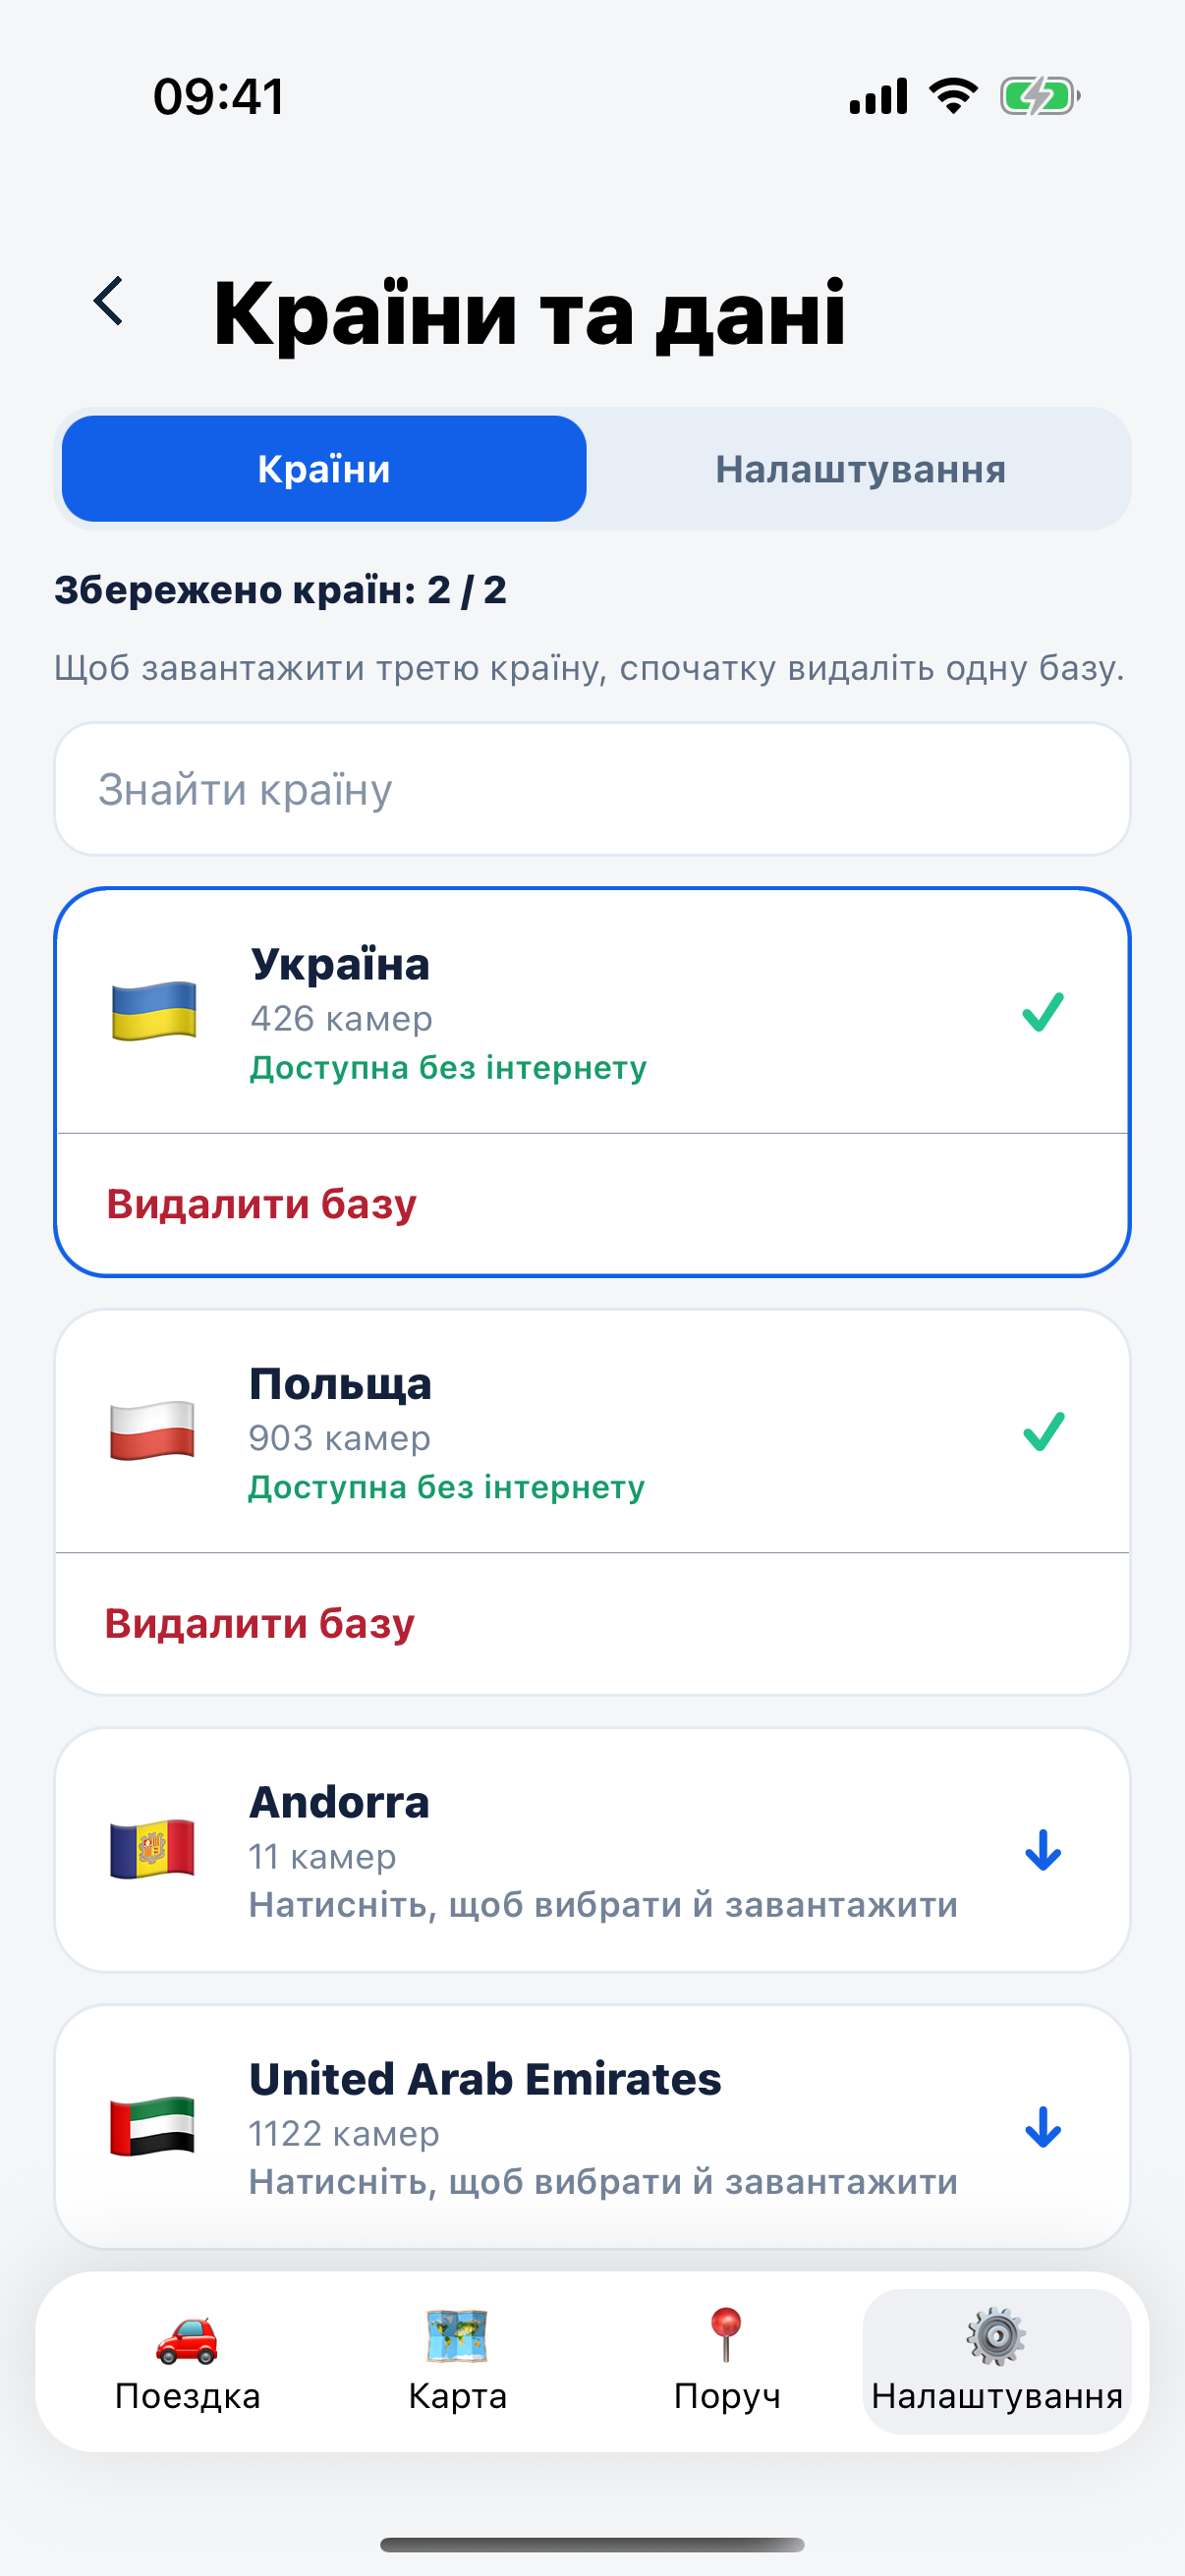 09:41
Країни та дані
Країни
Налаштування
Збережено країн: 2 / 2
Щоб завантажити третю країну, спочатку видаліть одну базу.
Знайти країну
Україна
426 камер
Доступна без інтернету
Видалити базу
Польща
903 камер
Доступна без інтернету
Видалити базу
Andorra
11 камер
Натисніть, щоб вибрати й завантажити
United Arab Emirates
1122 камер
Натисніть, щоб вибрати й завантажити
Поездка
Карта
Поруч
Налаштування